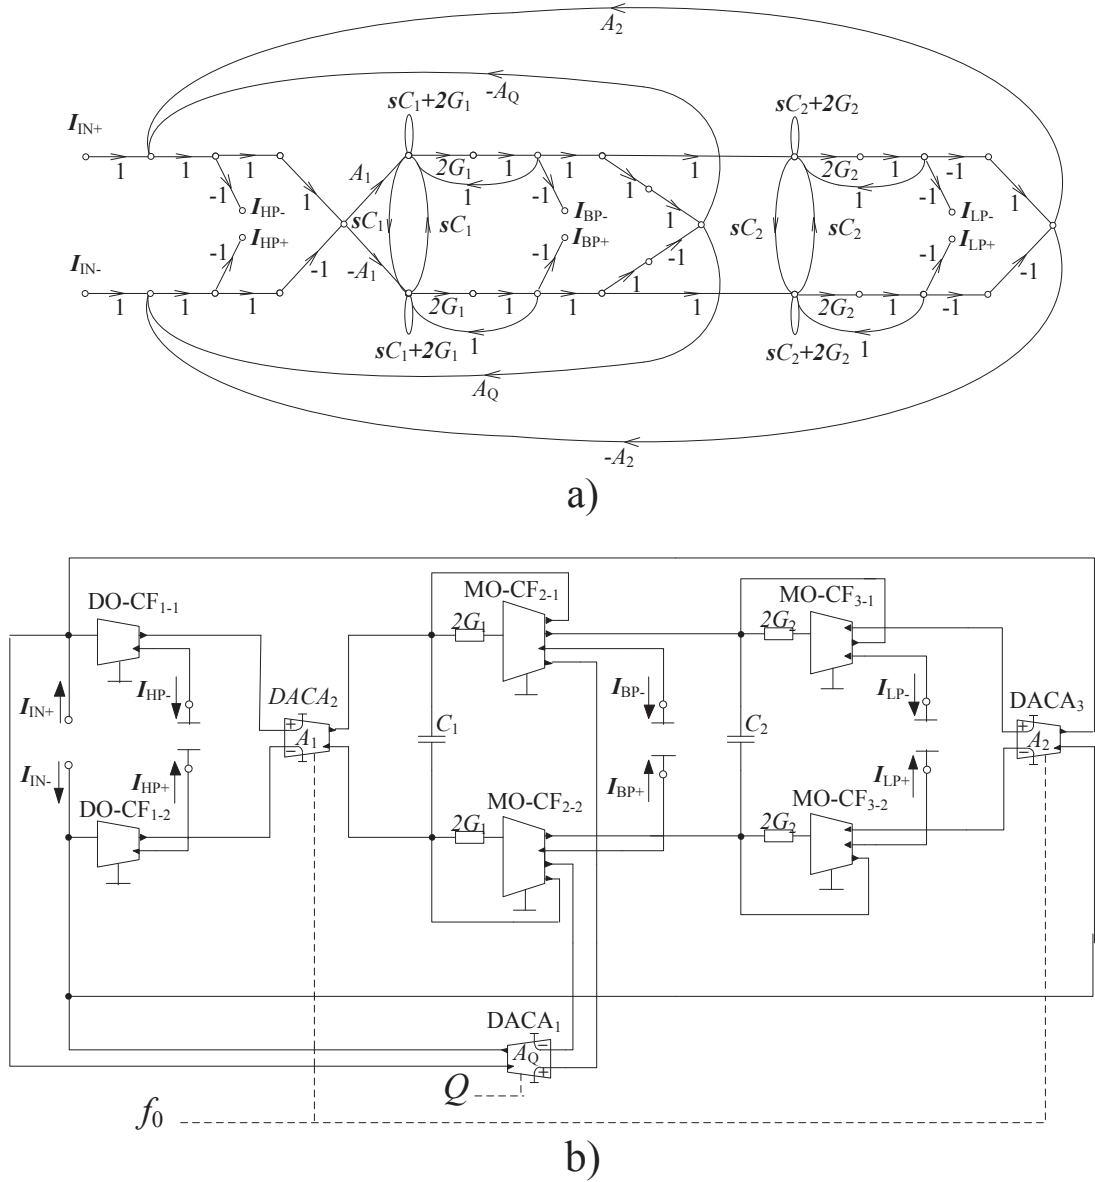 A2
-AQ
sC1+2G1
sC2+2G2
IIN+
1 1 1 1 A1 2G1 1 1 1 1 2G2 1 -1 1
-1 1 -1 1 -1
IHP- sC1 sC1 IBP- sC2 sC2 ILP-
IHP+ IBP+ ILP+
-1 -1 -1
IIN- -1 -A1 1 -1 -1
1 1 1 2G1 1 1 1 2G2 1 -1
sC1+2G1 1 sC2+2G2 1
AQ
-A2
a)
DO-CF1-1
MO-CF2-1
MO-CF3-1
2G1
2G2
IIN+
IHP-
DACA2
A1
+
−
C1
IBP-
C2
ILP-
DACA3
A2
+
−
IIN-
IHP+
IBP+
ILP+
DO-CF1-2
MO-CF2-2
MO-CF3-2
2G1
2G2
DACA1
AQ
−
+
Q
f0
b)